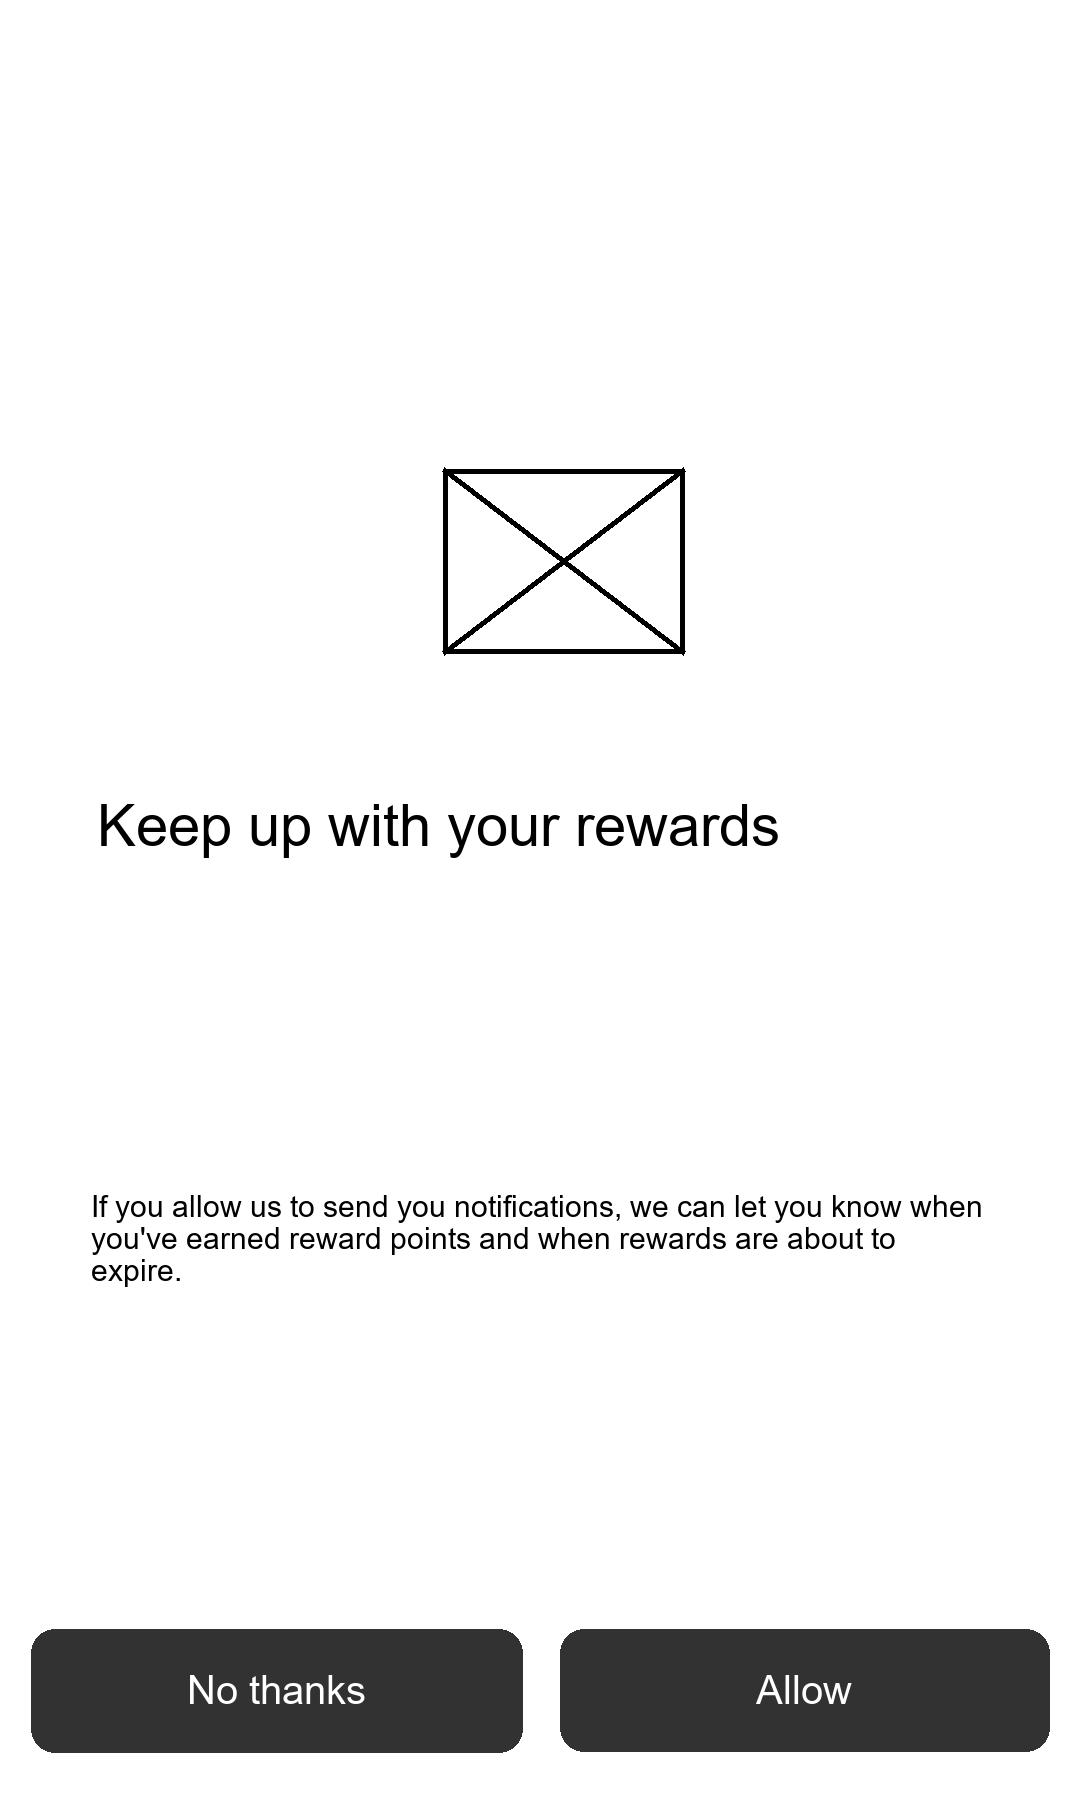 Keep up with your rewards
If you allow us to send you notifications, we can let you know when
you've earned reward points and when rewards are about to
expire.
No thanks
Allow